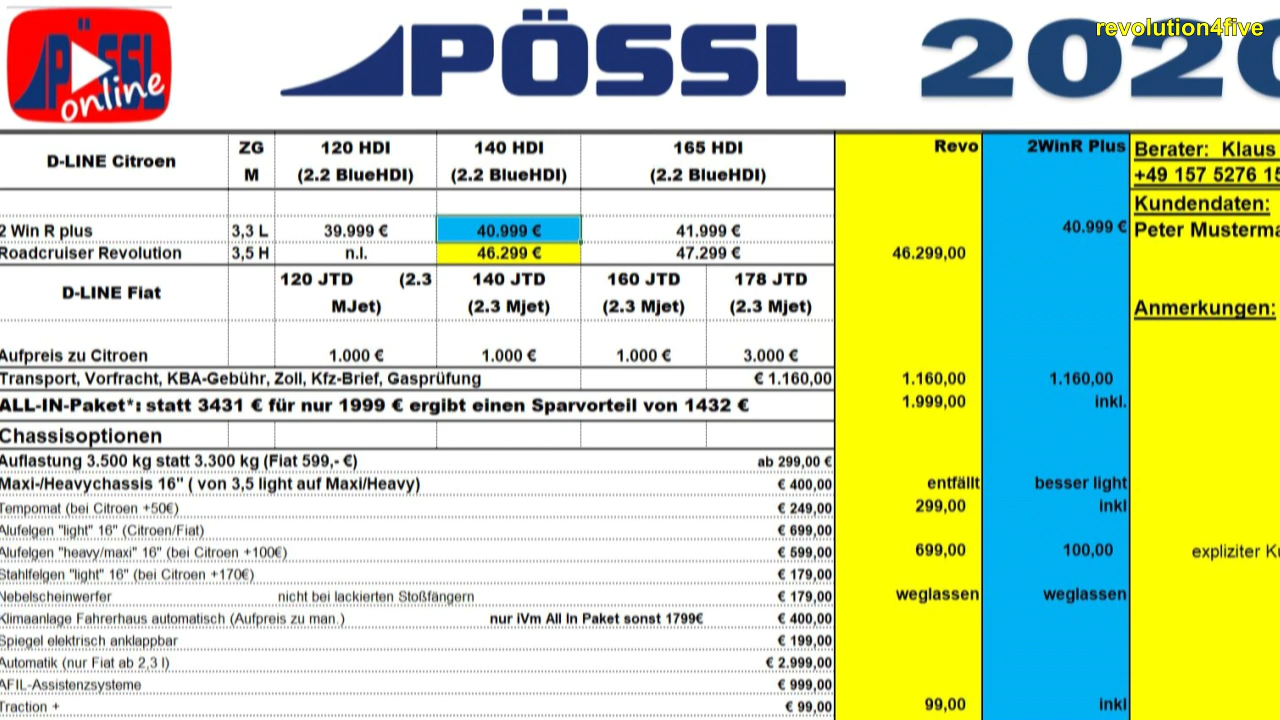 PÖSSL online
PÖSSL 2020
revolution4five
D-LINE Citroen ZG M 120 HDI (2.2 BlueHDI) 140 HDI (2.2 BlueHDI) 165 HDI (2.2 BlueHDI) Revo 2WinR Plus Berater: Klaus
+49 157 5276 15
Kundendaten:
2 Win R plus 3,3 L 39.999 € 40.999 € 41.999 € 40.999 € Peter Musterma
Roadcruiser Revolution 3,5 H n.l. 46.299 € 47.299 € 46.299,00
D-LINE Fiat 120 JTD (2.3 MJet) 140 JTD (2.3 Mjet) 160 JTD (2.3 Mjet) 178 JTD (2.3 Mjet)
Anmerkungen:
Aufpreis zu Citroen 1.000 € 1.000 € 1.000 € 3.000 €
Transport, Vorfracht, KBA-Gebühr, Zoll, Kfz-Brief, Gasprüfung € 1.160,00 1.160,00 1.160,00
ALL-IN-Paket*: statt 3431 € für nur 1999 € ergibt einen Sparvorteil von 1432 € 1.999,00 inkl.
Chassisoptionen
Auflastung 3.500 kg statt 3.300 kg (Fiat 599,- €) ab 299,00 €
Maxi-/Heavychassis 16" ( von 3,5 light auf Maxi/Heavy) € 400,00 entfällt besser light
Tempomat (bei Citroen +50€) € 249,00 299,00 inkl
Alufelgen "light" 16" (Citroen/Fiat) € 699,00
Alufelgen "heavy/maxi" 16" (bei Citroen +100€) € 599,00 699,00 100,00 expliziter Ku
Stahlfelgen "light" 16" (bei Citroen +170€) € 179,00
Nebelscheinwerfer nicht bei lackierten Stoßfängern € 179,00 weglassen weglassen
Klimaanlage Fahrerhaus automatisch (Aufpreis zu man.) nur iVm All In Paket sonst 1799€ € 400,00
Spiegel elektrisch anklappbar € 199,00
Automatik (nur Fiat ab 2,3 l) € 2.999,00
AFIL-Assistenzsysteme € 999,00
Traction + € 99,00 99,00 inkl